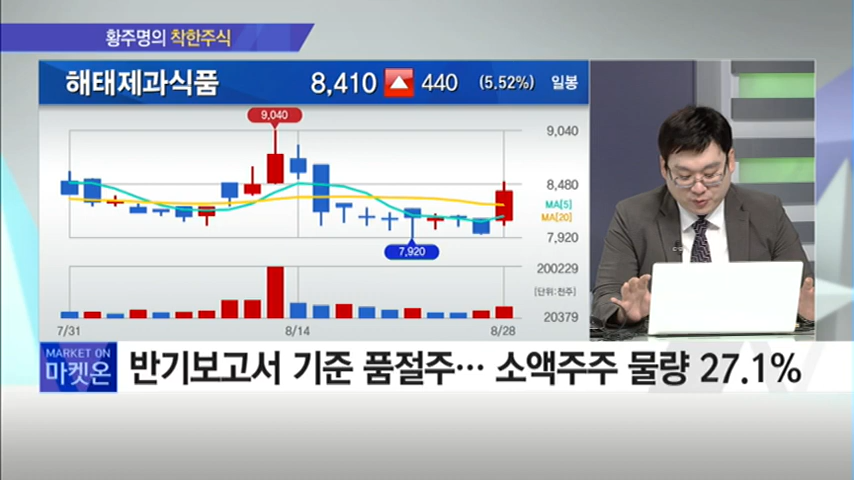 황주명의 착한주식
해태제과식품 8,410 ▲ 440 (5.52%) 일봉
9,040
9,040
8,480
MA[5]
MA[20]
7,920
7,920
200229
[단위:천주]
20379
7/31 8/14 8/28
MARKET ON
마켓온
반기보고서 기준 품절주… 소액주주 물량 27.1%